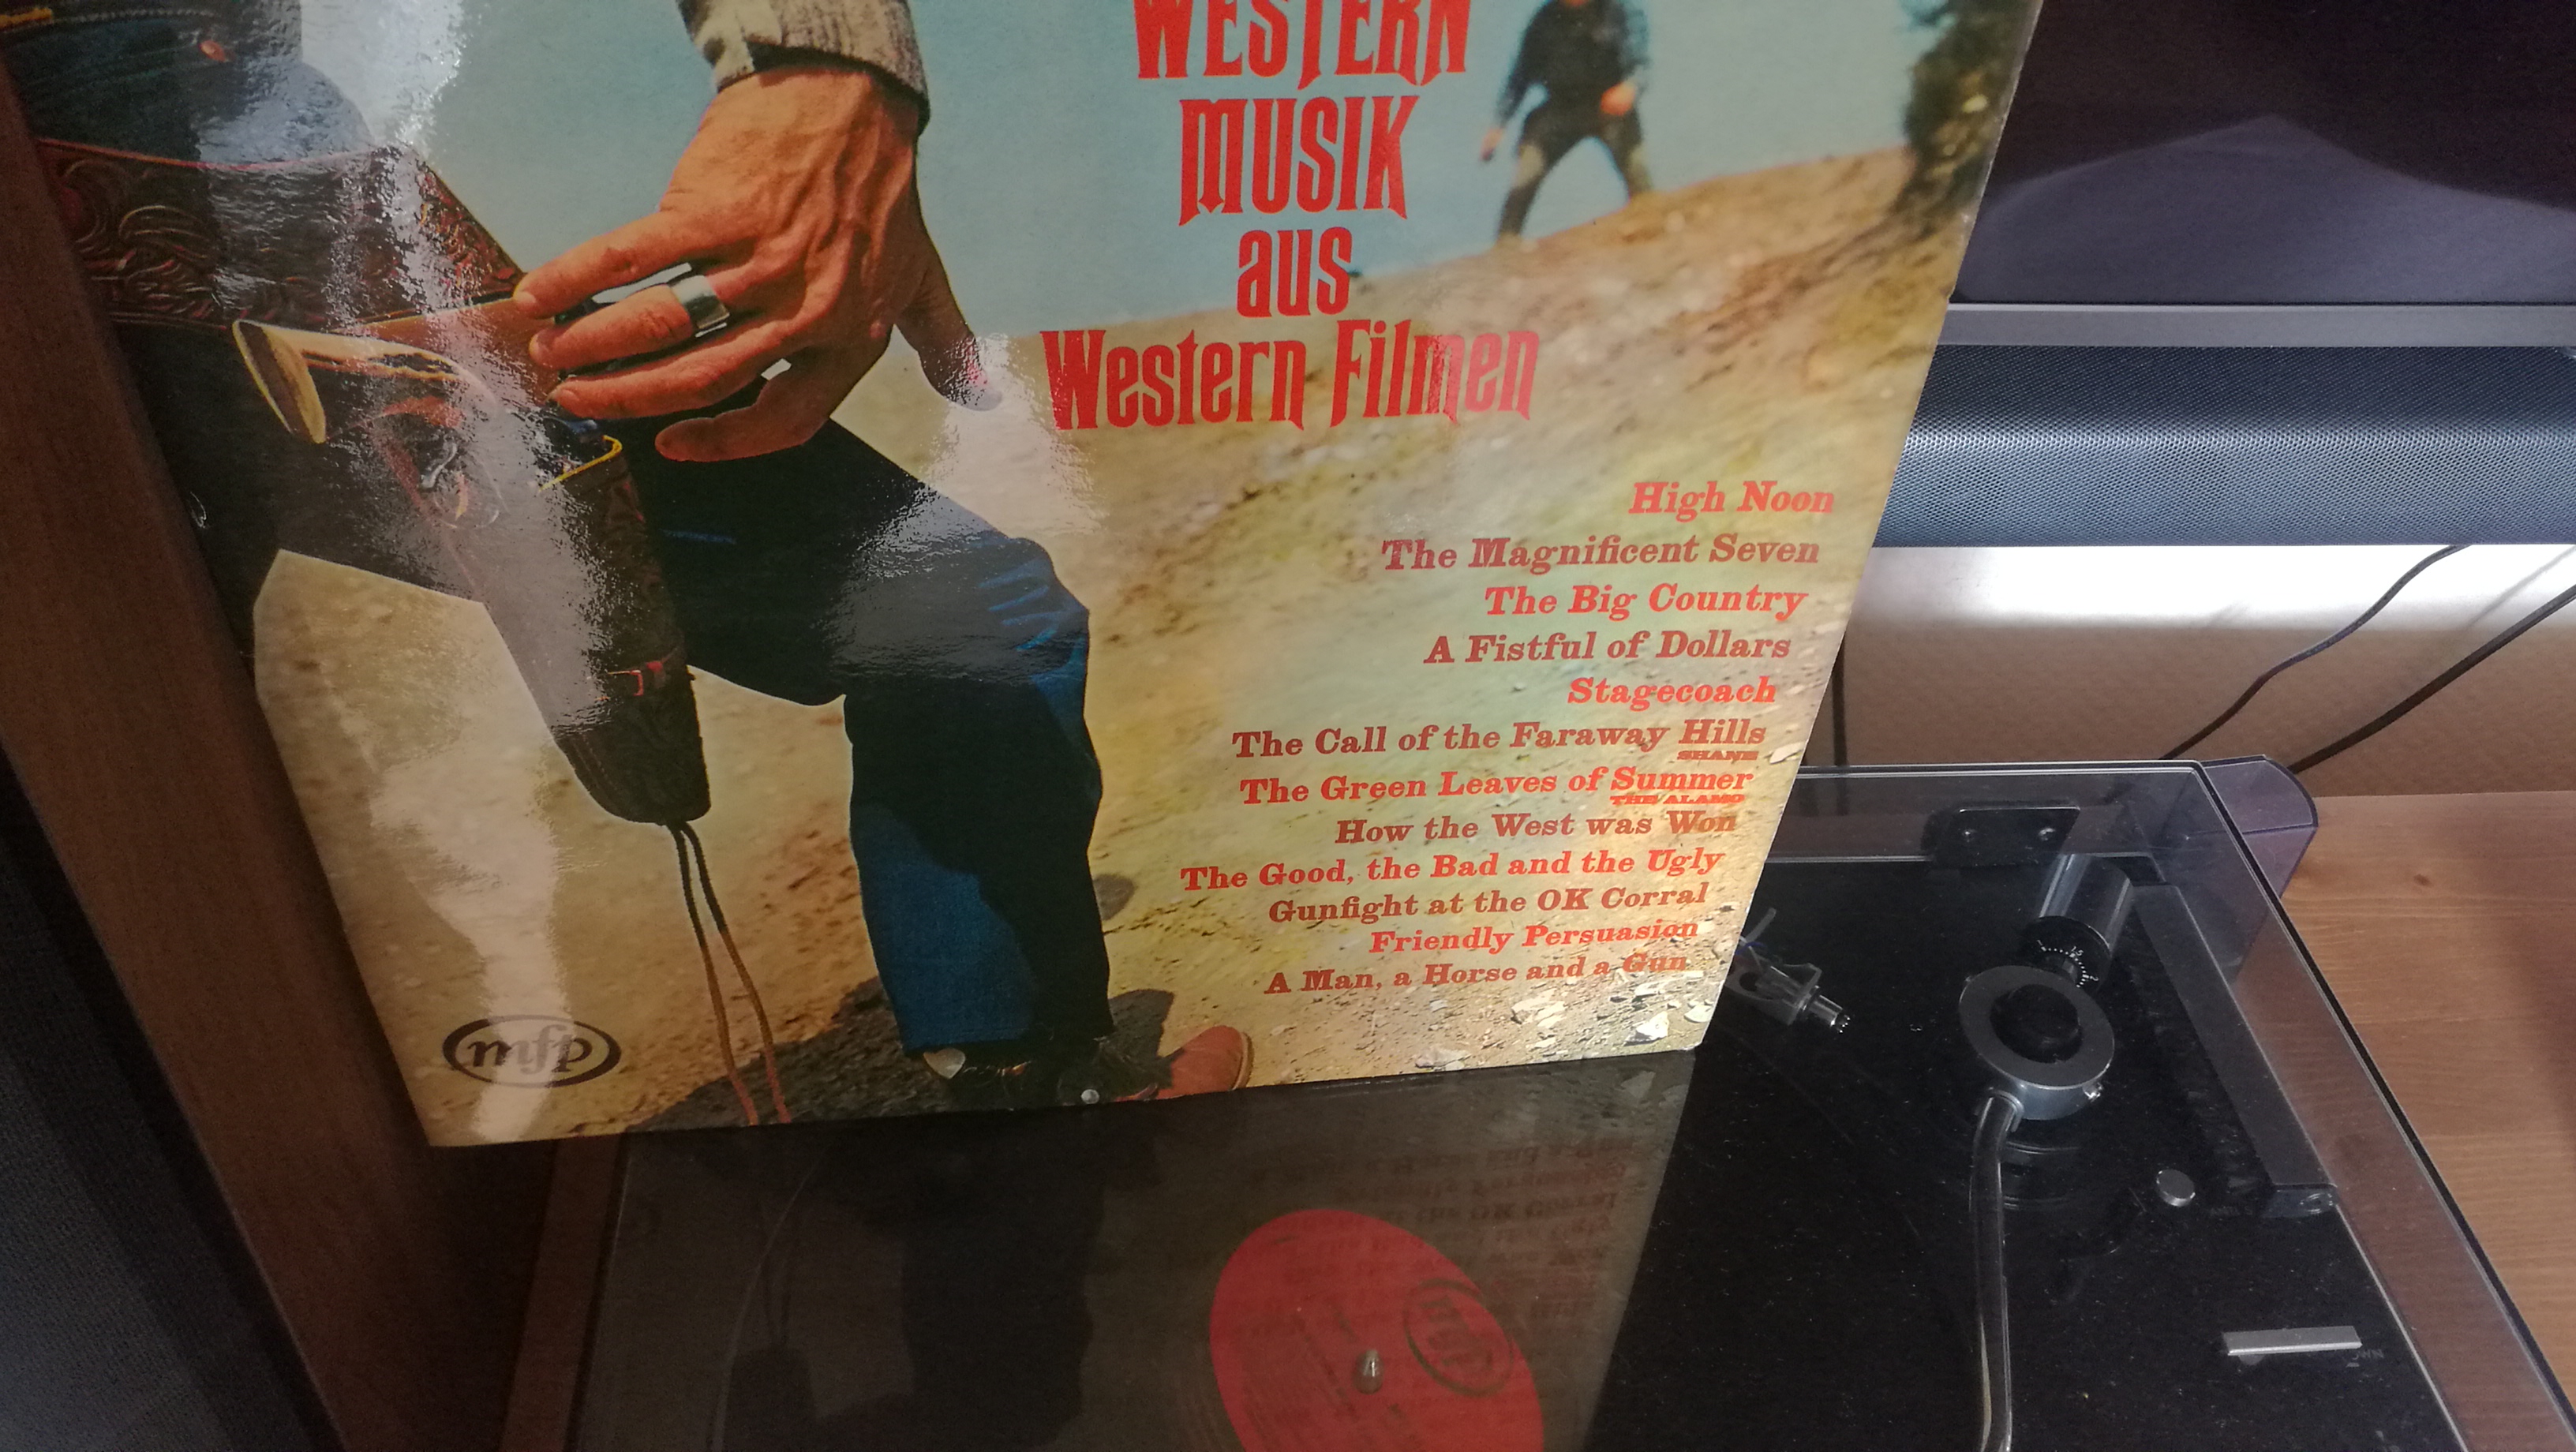 WESTERN
MUSIK
aus
Western Filmen
High Noon
The Magnificent Seven
The Big Country
A Fistful of Dollars
Stagecoach
The Call of the Faraway Hills
SHANE
The Green Leaves of Summer
THE ALAMO
How the West was Won
The Good, the Bad and the Ugly
Gunfight at the OK Corral
Friendly Persuasion
A Man, a Horse and a Gun
mfp
mfp